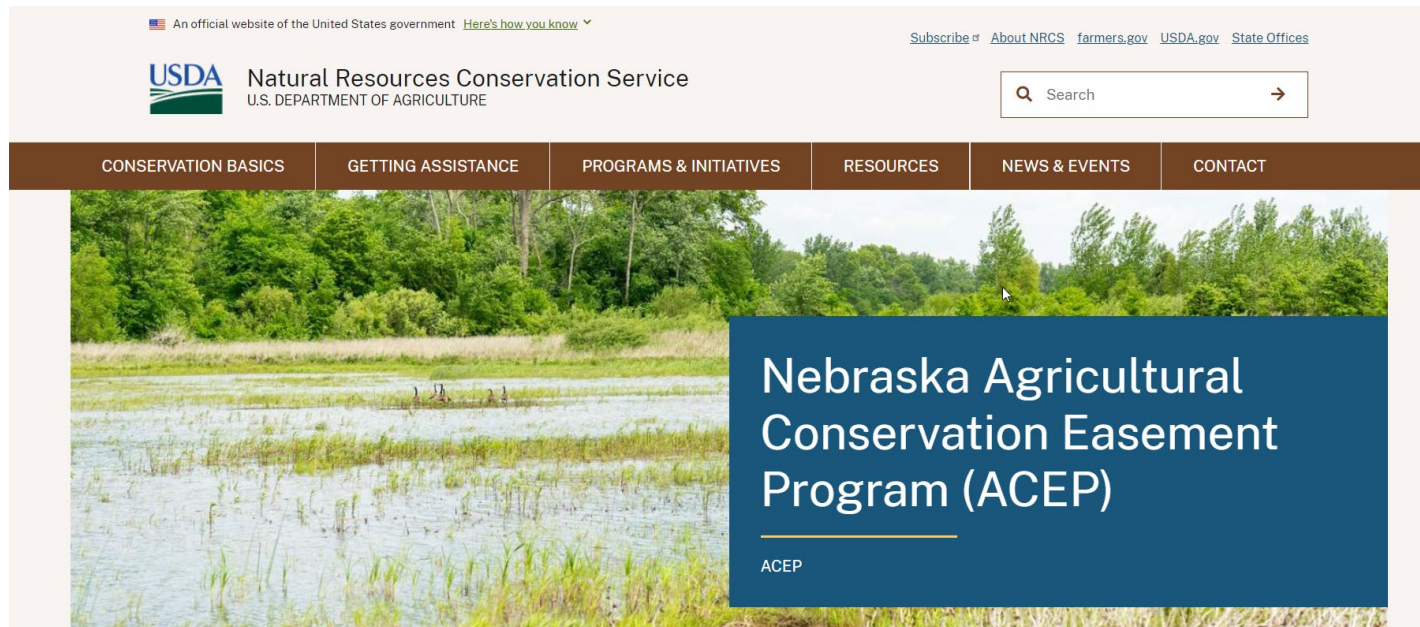 An official website of the United States government Here's how you know
Subscribe About NRCS farmers.gov USDA.gov State Offices
USDA
Natural Resources Conservation Service
U.S. DEPARTMENT OF AGRICULTURE
Search
CONSERVATION BASICS GETTING ASSISTANCE PROGRAMS & INITIATIVES RESOURCES NEWS & EVENTS CONTACT
Nebraska Agricultural
Conservation Easement
Program (ACEP)
ACEP